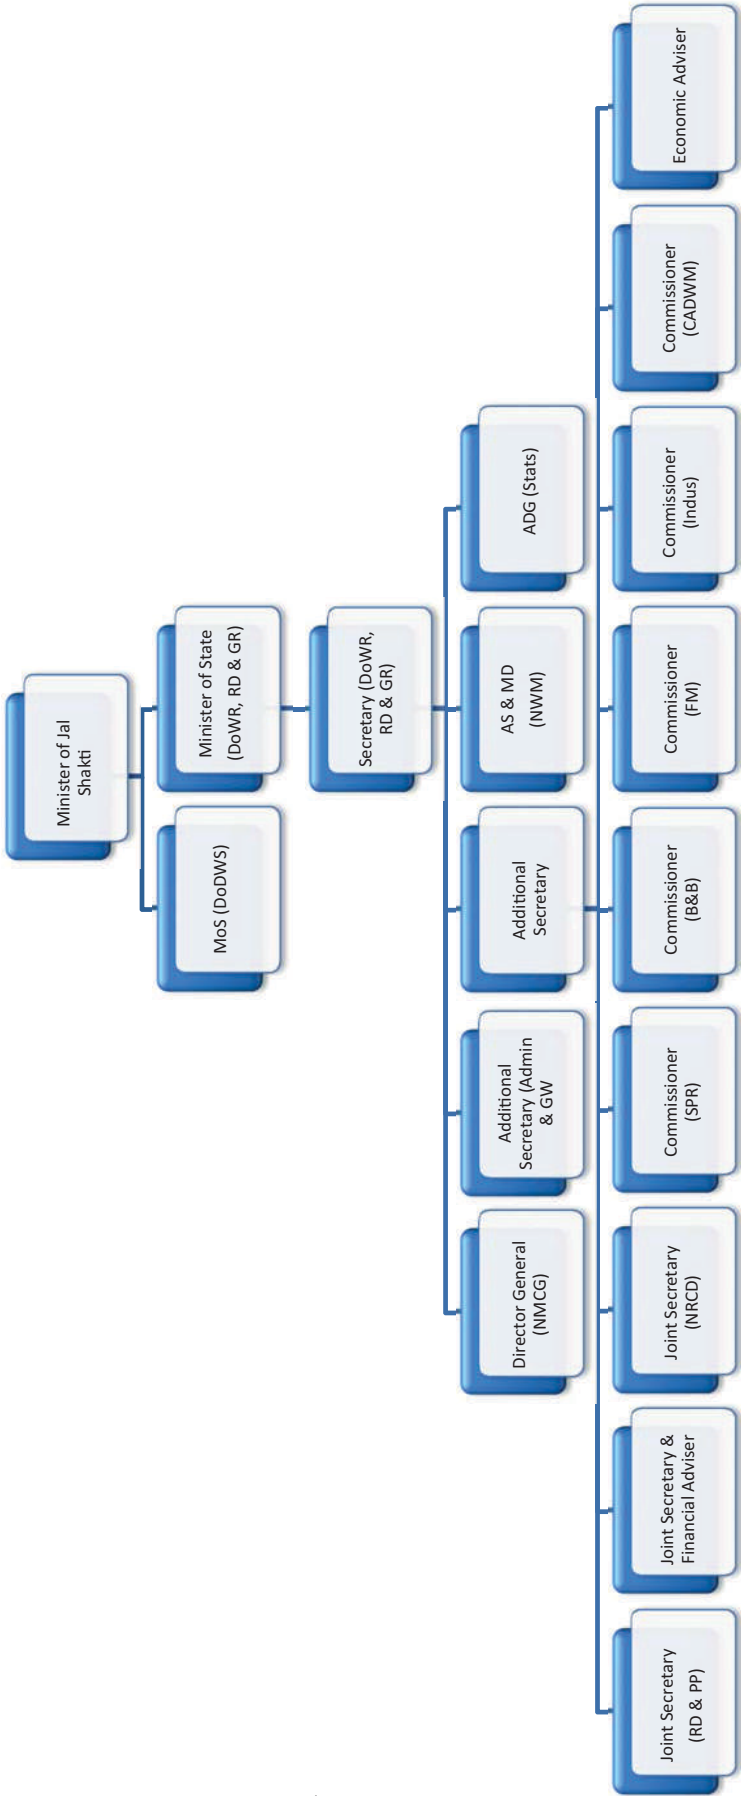 Minister of Jal
Shakti
MoS (DoDWS)
Minister of State
(DoWR, RD & GR)
Secretary (DoWR,
RD & GR)
Director General
(NMCG)
Additional
Secretary (Admin
& GW
Additional
Secretary
AS & MD
(NWM)
ADG (Stats)
Joint Secretary
(RD & PP)
Joint Secretary &
Financial Adviser
Joint Secretary
(NRCD)
Commissioner
(SPR)
Commissioner
(B&B)
Commissioner
(FM)
Commissioner
(Indus)
Commissioner
(CADWM)
Economic Adviser